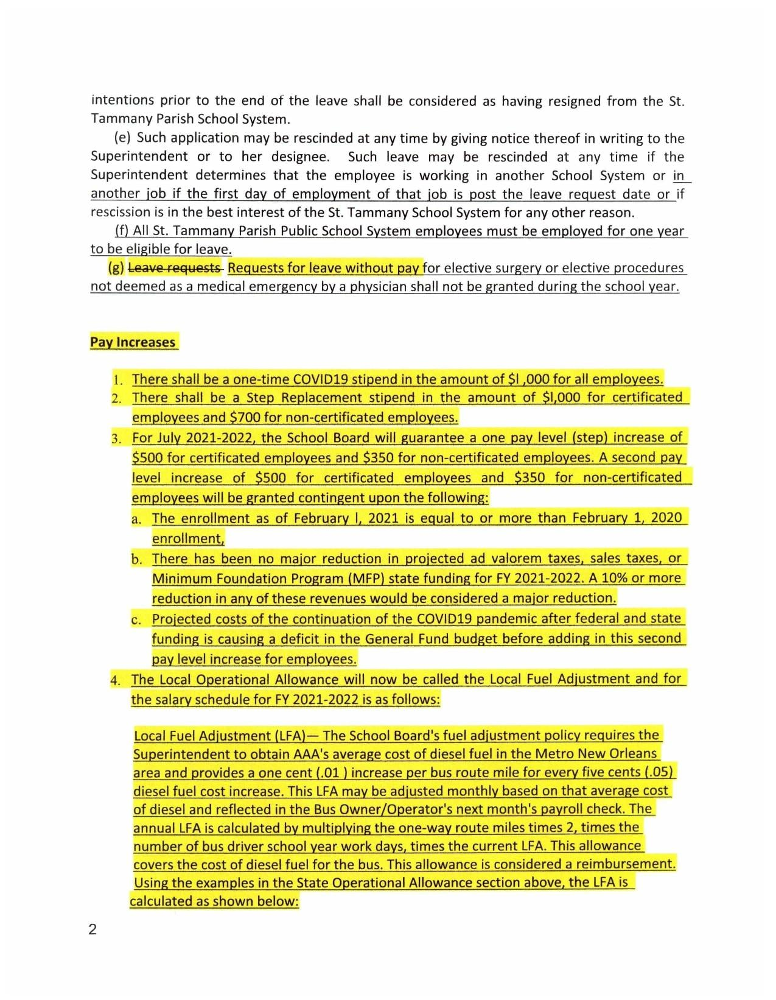 intentions prior to the end of the leave shall be considered as having resigned from the St.
Tammany Parish School System.
(e) Such application may be rescinded at any time by giving notice thereof in writing to the
Superintendent or to her designee. Such leave may be rescinded at any time if the
Superintendent determines that the employee is working in another School System or in
another job if the first day of employment of that job is post the leave request date or if
rescission is in the best interest of the St. Tammany School System for any other reason.
(f) All St. Tammany Parish Public School System employees must be employed for one year
to be eligible for leave.
(g) Leave requests Requests for leave without pay for elective surgery or elective procedures
not deemed as a medical emergency by a physician shall not be granted during the school year.
Pay Increases
1. There shall be a one-time COVID19 stipend in the amount of $l ,000 for all employees.
2. There shall be a Step Replacement stipend in the amount of $l,000 for certificated
employees and $700 for non-certificated employees.
3. For July 2021-2022, the School Board will guarantee a one pay level (step) increase of
$500 for certificated employees and $350 for non-certificated employees. A second pay
level increase of $500 for certificated employees and $350 for non-certificated
employees will be granted contingent upon the following:
a. The enrollment as of February l, 2021 is equal to or more than February 1, 2020
enrollment,
b. There has been no major reduction in projected ad valorem taxes, sales taxes, or
Minimum Foundation Program (MFP) state funding for FY 2021-2022. A 10% or more
reduction in any of these revenues would be considered a major reduction.
c. Projected costs of the continuation of the COVID19 pandemic after federal and state
funding is causing a deficit in the General Fund budget before adding in this second
pay level increase for employees.
4. The Local Operational Allowance will now be called the Local Fuel Adjustment and for
the salary schedule for FY 2021-2022 is as follows:
Local Fuel Adjustment (LFA)— The School Board's fuel adjustment policy requires the
Superintendent to obtain AAA's average cost of diesel fuel in the Metro New Orleans
area and provides a one cent (.01 ) increase per bus route mile for every five cents (.05)
diesel fuel cost increase. This LFA may be adjusted monthly based on that average cost
of diesel and reflected in the Bus Owner/Operator's next month's payroll check. The
annual LFA is calculated by multiplying the one-way route miles times 2, times the
number of bus driver school year work days, times the current LFA. This allowance
covers the cost of diesel fuel for the bus. This allowance is considered a reimbursement.
Using the examples in the State Operational Allowance section above, the LFA is
calculated as shown below:
2